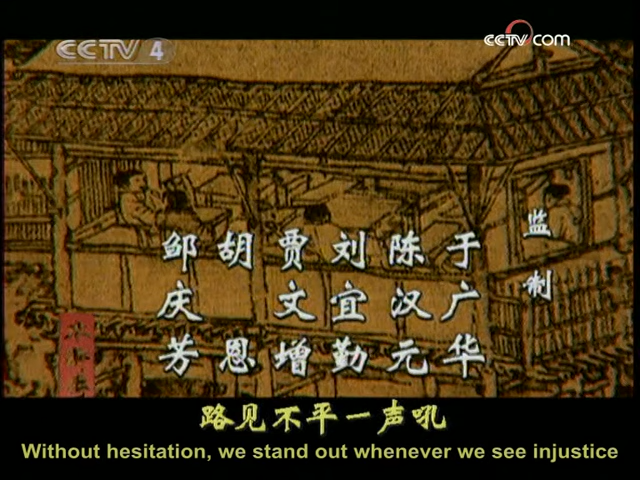 CCTV 4
CCTV.com
监制
于广华
陈汉元
刘宜勤
贾文增
胡恩
邹庆芳
路见不平一声吼
Without hesitation, we stand out whenever we see injustice